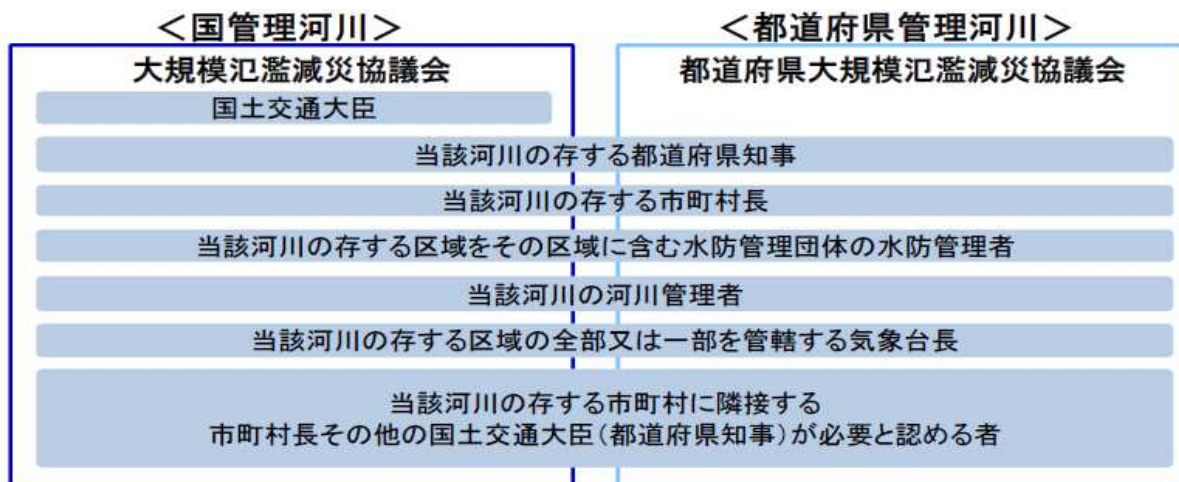 ＜国管理河川＞
＜都道府県管理河川＞
大規模氾濫減災協議会
都道府県大規模氾濫減災協議会
国土交通大臣
当該河川の存する都道府県知事
当該河川の存する市町村長
当該河川の存する区域をその区域に含む水防管理団体の水防管理者
当該河川の河川管理者
当該河川の存する区域の全部又は一部を管轄する気象台長
当該河川の存する市町村に隣接する
市町村長その他の国土交通大臣(都道府県知事)が必要と認める者